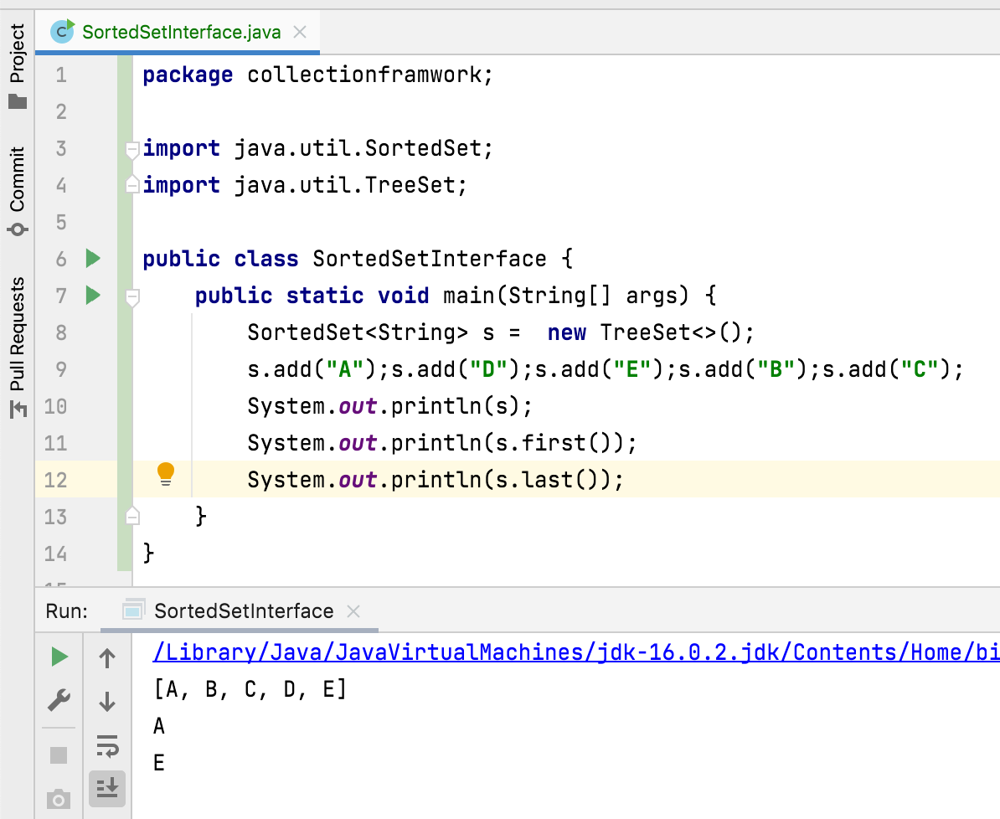 SortedSetInterface.java
Project
Commit
Pull Requests
1 package collectionframwork;
2
3 import java.util.SortedSet;
4 import java.util.TreeSet;
5
6 public class SortedSetInterface {
7     public static void main(String[] args) {
8         SortedSet<String> s =  new TreeSet<>();
9         s.add("A");s.add("D");s.add("E");s.add("B");s.add("C");
10         System.out.println(s);
11         System.out.println(s.first());
12         System.out.println(s.last());
13     }
14 }
Run: SortedSetInterface
/Library/Java/JavaVirtualMachines/jdk-16.0.2.jdk/Contents/Home/bi
[A, B, C, D, E]
A
E